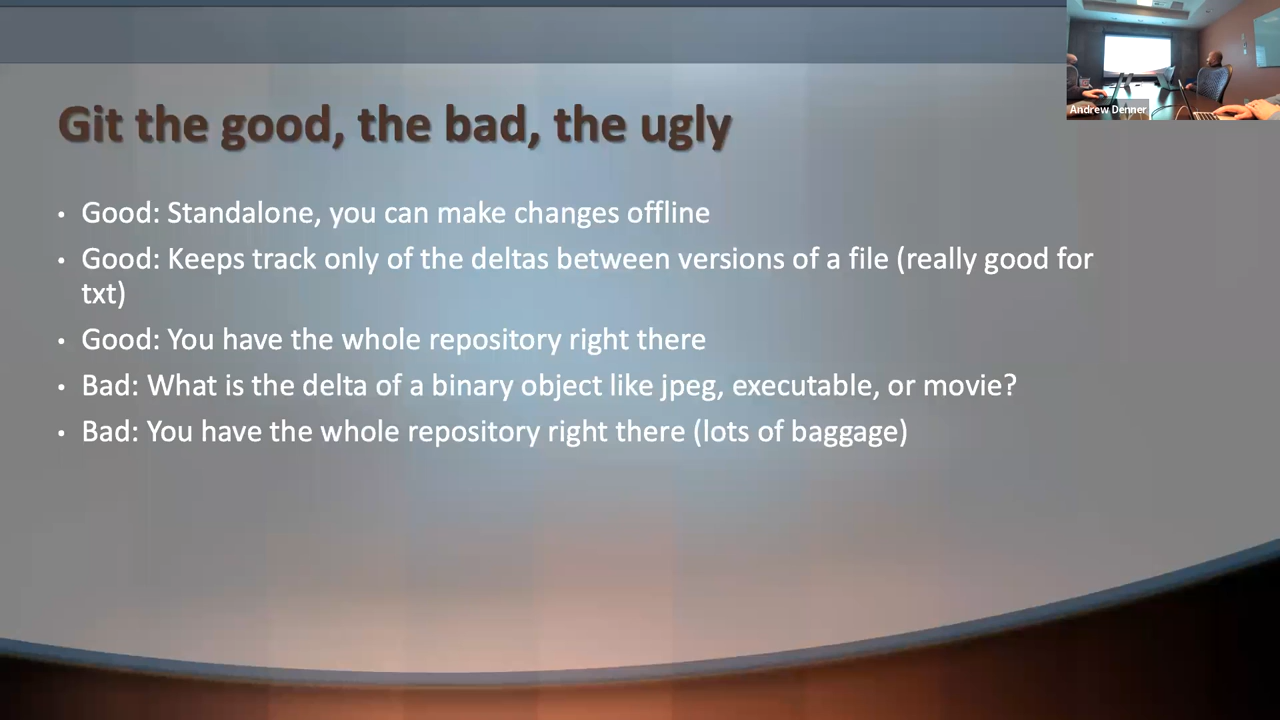 Git the good, the bad, the ugly
• Good: Standalone, you can make changes offline
• Good: Keeps track only of the deltas between versions of a file (really good for
txt)
• Good: You have the whole repository right there
• Bad: What is the delta of a binary object like jpeg, executable, or movie?
• Bad: You have the whole repository right there (lots of baggage)
Andrew Denner